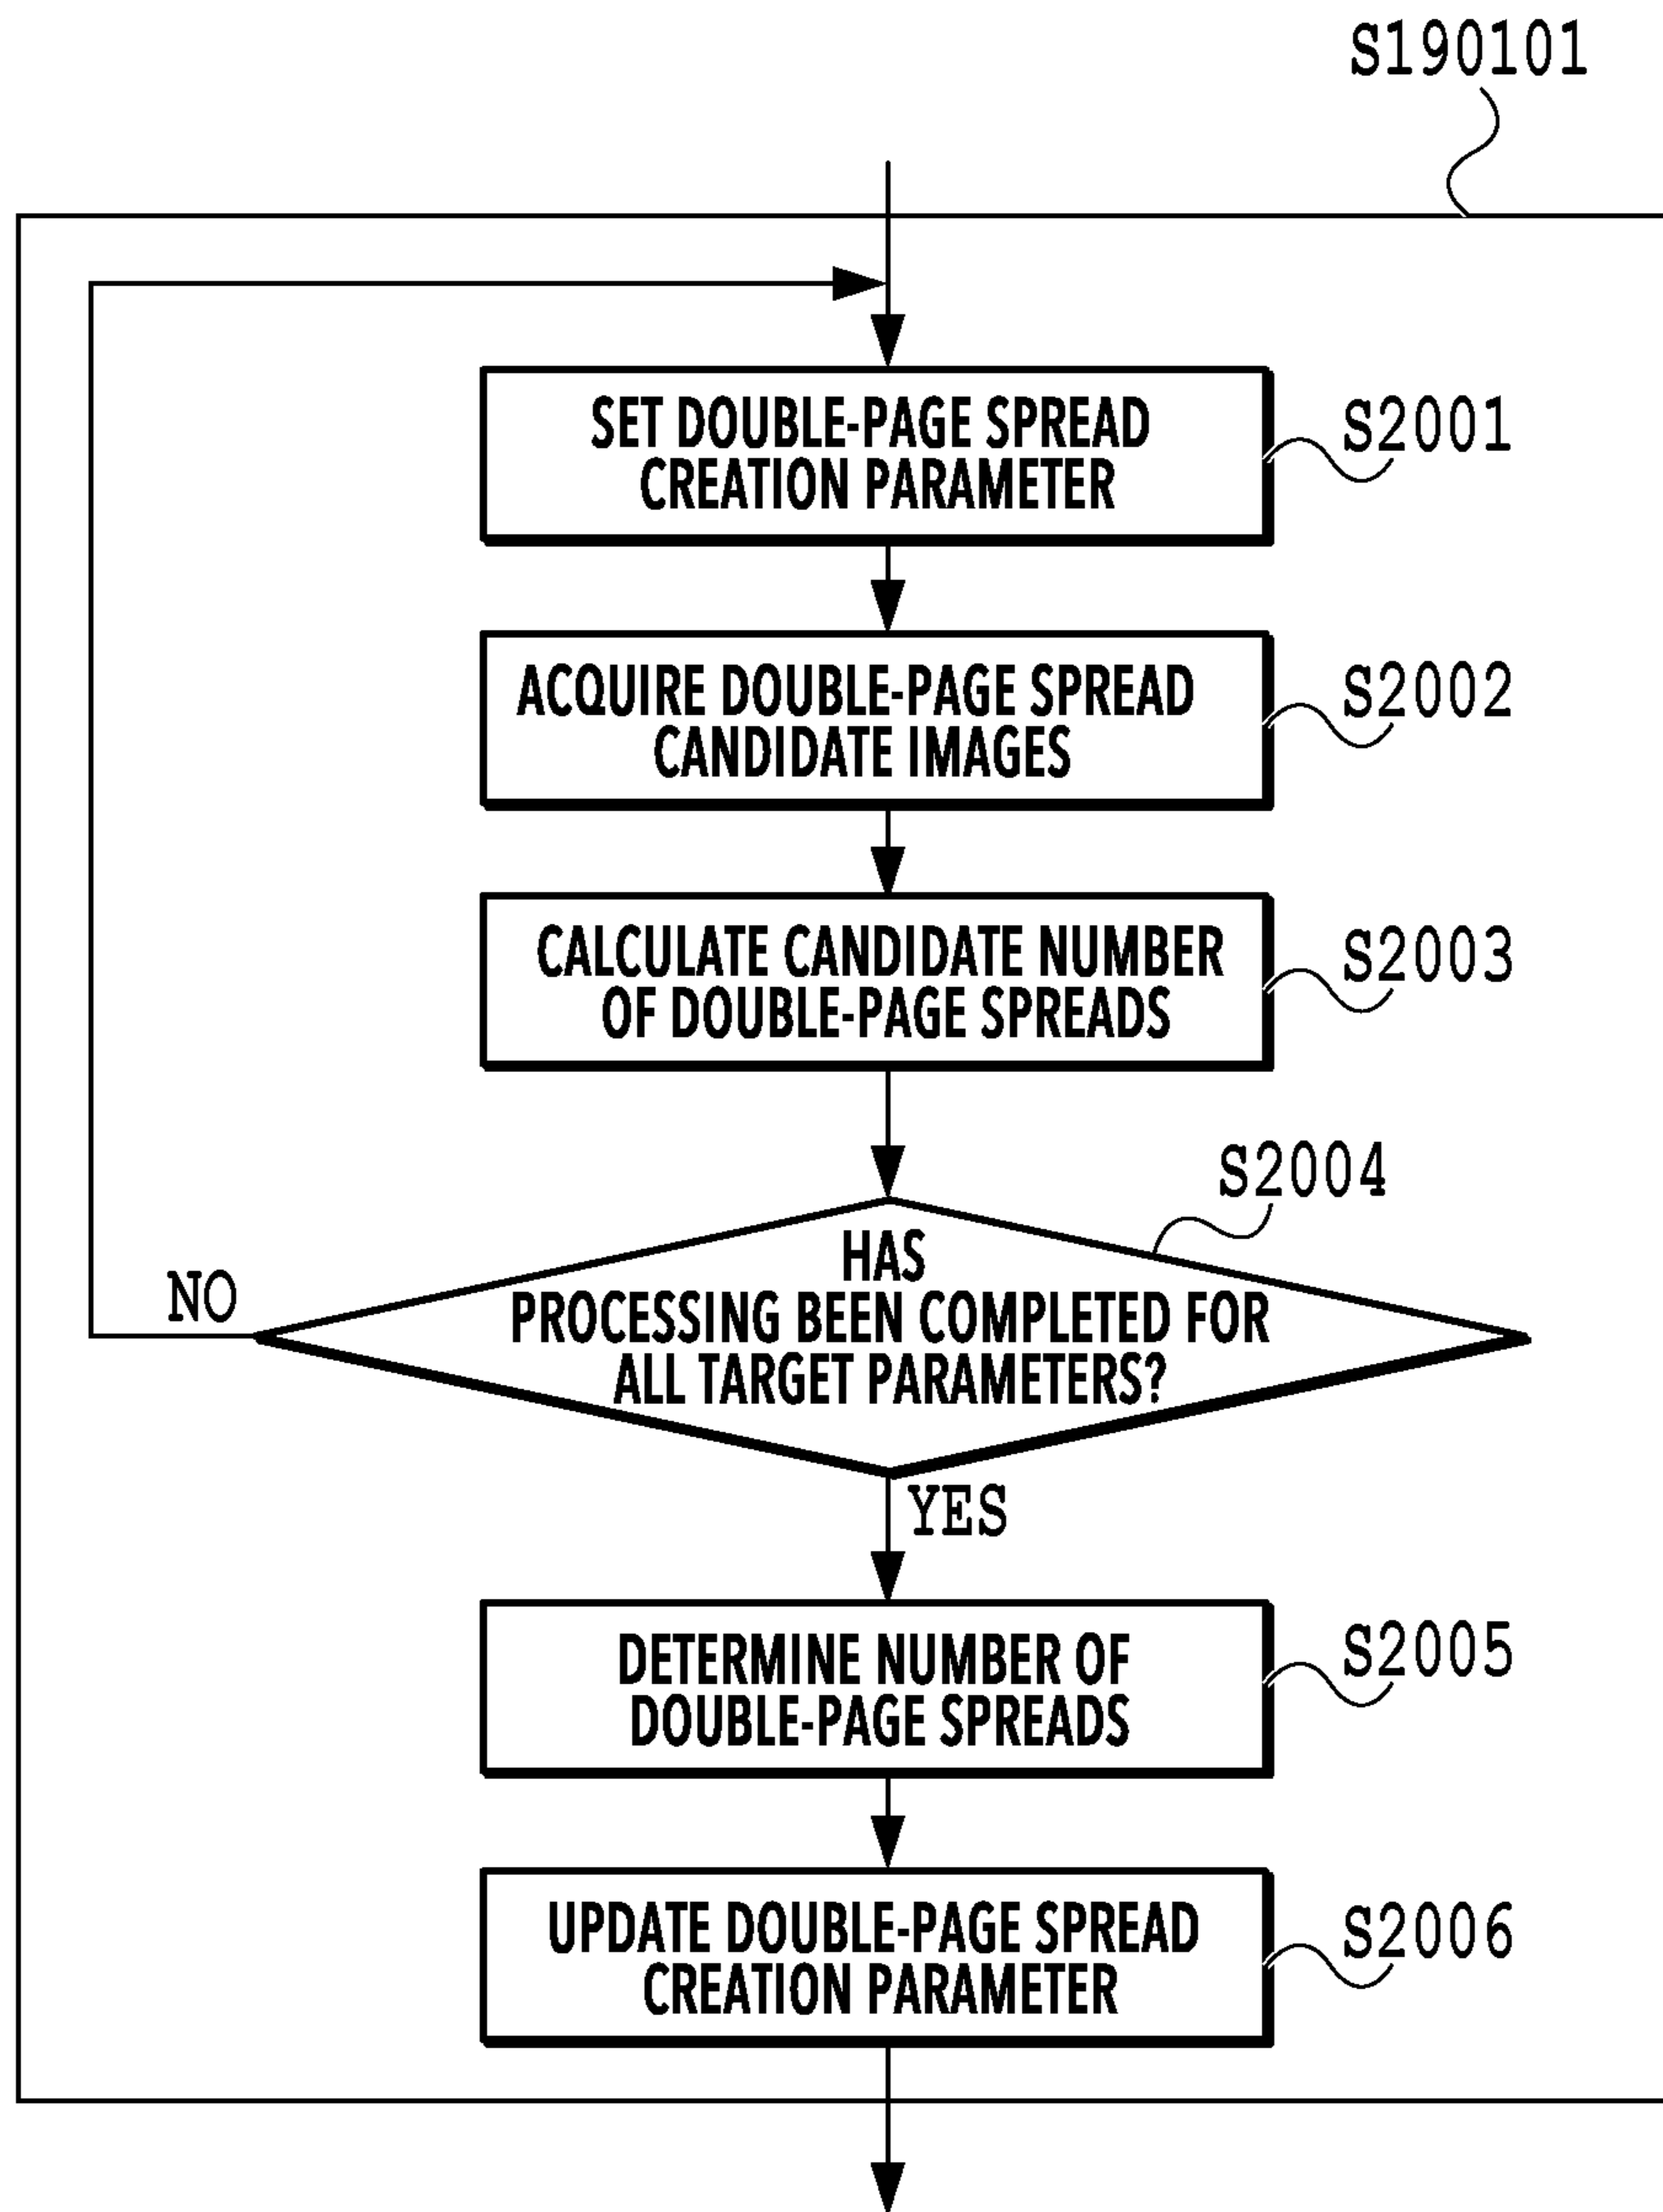 S190101
SET DOUBLE-PAGE SPREAD
CREATION PARAMETER
S2001
ACQUIRE DOUBLE-PAGE SPREAD
CANDIDATE IMAGES
S2002
CALCULATE CANDIDATE NUMBER
OF DOUBLE-PAGE SPREADS
S2003
S2004
HAS
PROCESSING BEEN COMPLETED FOR
ALL TARGET PARAMETERS?
NO
YES
DETERMINE NUMBER OF
DOUBLE-PAGE SPREADS
S2005
UPDATE DOUBLE-PAGE SPREAD
CREATION PARAMETER
S2006